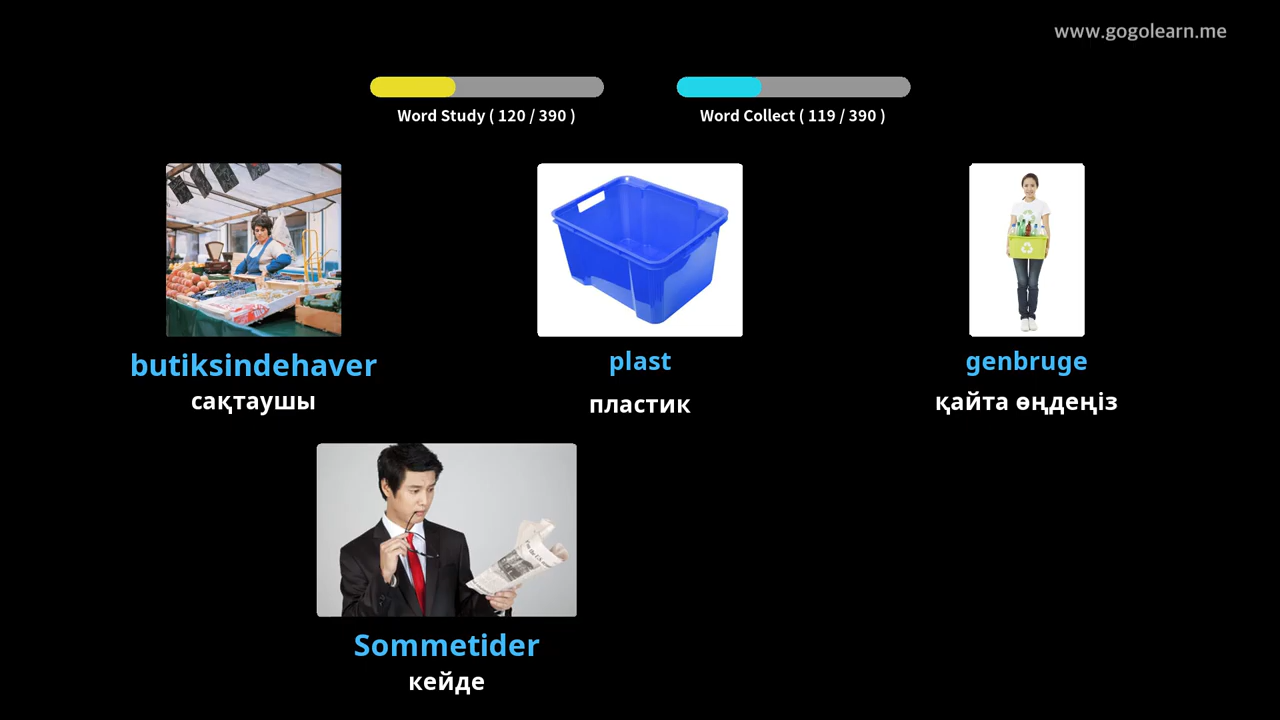 www.gogolearn.me
Word Study ( 120 / 390 )
Word Collect ( 119 / 390 )
butiksindehaver
plast
genbruge
сақтаушы
пластик
қайта өңдеңіз
Sommetider
кейде